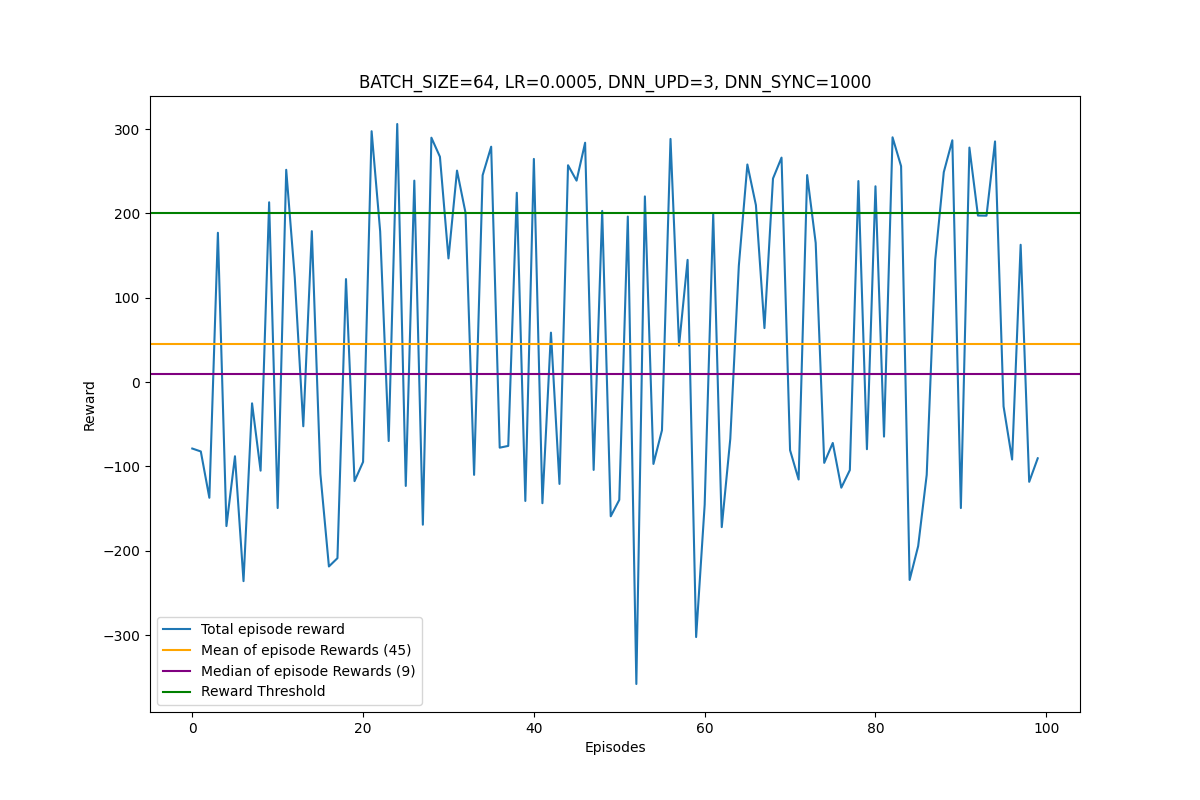 BATCH_SIZE=64, LR=0.0005, DNN_UPD=3, DNN_SYNC=1000
300
200
100
0
−100
−200
−300
Reward
Total episode reward
Mean of episode Rewards (45)
Median of episode Rewards (9)
Reward Threshold
0 20 40 60 80 100
Episodes